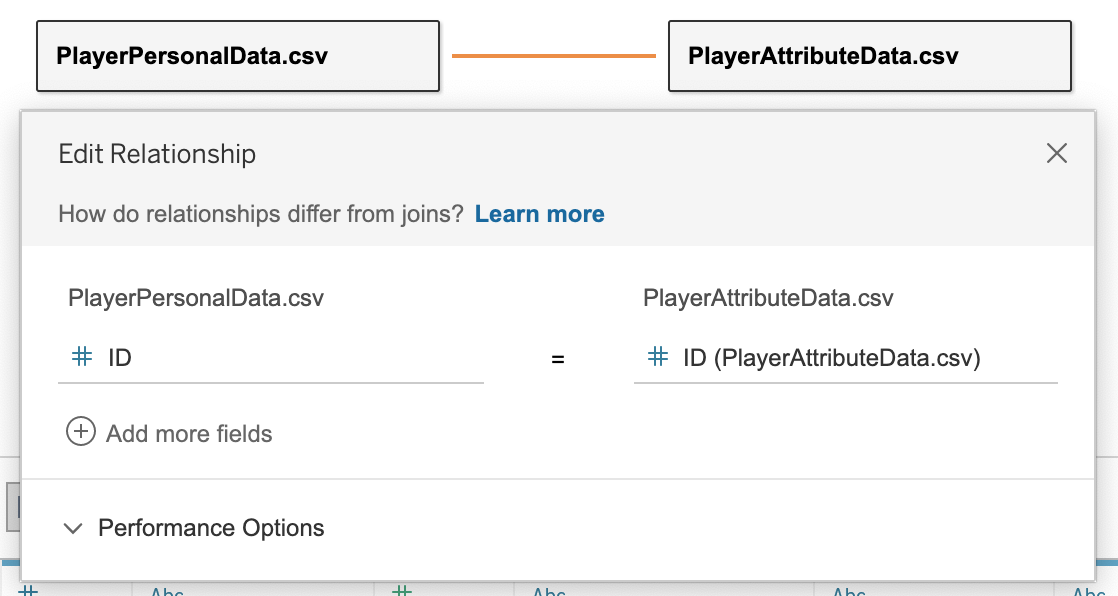 PlayerPersonalData.csv
PlayerAttributeData.csv
Edit Relationship
How do relationships differ from joins? Learn more
PlayerPersonalData.csv
PlayerAttributeData.csv
# ID
=
# ID (PlayerAttributeData.csv)
Add more fields
Performance Options
# Abc # Abc Abc Abc